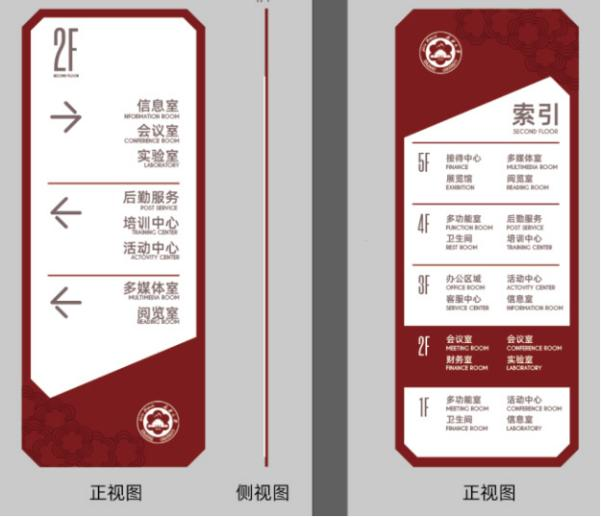 2F
SECOND FLOOR
信息室
INFORMATION ROOM
会议室
CONFERENCE ROOM
实验室
LABORATORY
后勤服务
POST SERVICE
培训中心
TRAINING CENTER
活动中心
ACTOVITY CENTER
多媒体室
MULTIMEDIA ROOM
阅览室
READING ROOM
正视图
侧视图
索引
SECOND FLOOR
5F
接待中心 多媒体室
FINANCE MULTIMEDIA ROOM
展览馆 阅览室
EXHIBITION READING ROOM
4F
多功能室 后勤服务
FUNCTION ROOM POST SERVICE
卫生间 培训中心
REST ROOM TRAINING CENTER
3F
办公区域 活动中心
OFFICE ROOM ACTOVITY CENTER
客服中心 信息室
SERVICE CENTER INFORMATION ROOM
2F
会议室 会议室
MEETING ROOM CONFERENCE ROOM
财务室 实验室
FINANCE ROOM LABORATORY
1F
多功能室 活动中心
MEETING ROOM CONFERENCE ROOM
卫生间 信息室
FINANCE ROOM LABORATORY
正视图